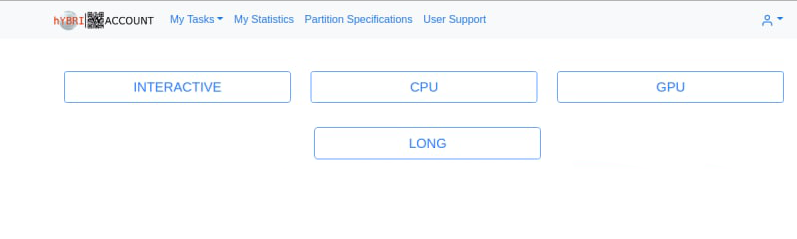 hYBRI ACCOUNT My Tasks My Statistics Partition Specifications User Support
INTERACTIVE CPU GPU
LONG